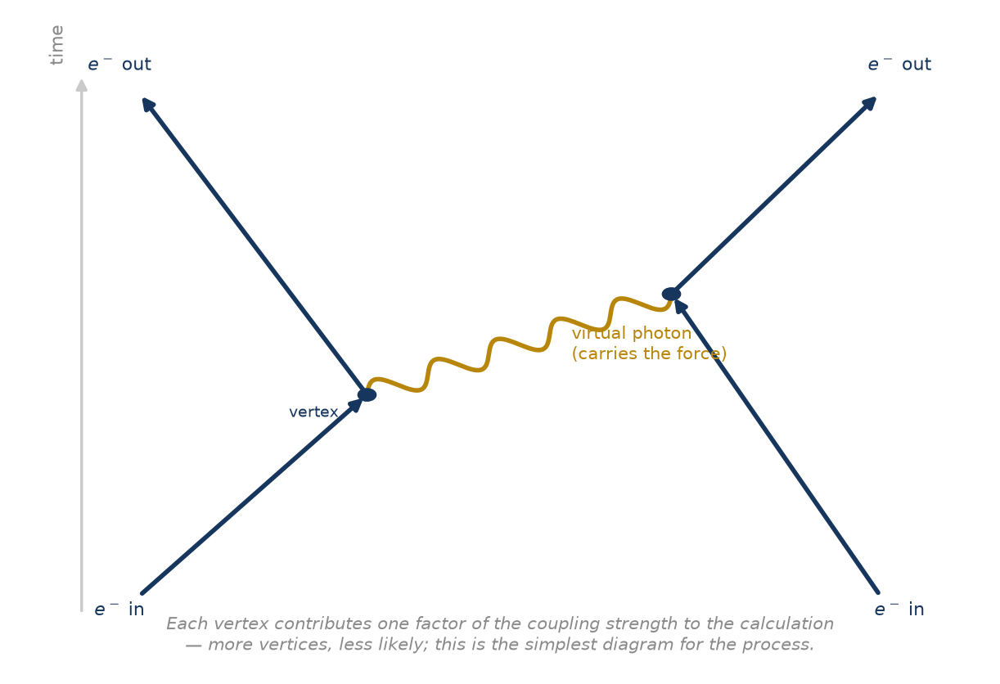 time
e⁻ out
e⁻ out
virtual photon
(carries the force)
vertex
e⁻ in
e⁻ in
Each vertex contributes one factor of the coupling strength to the calculation
— more vertices, less likely; this is the simplest diagram for the process.